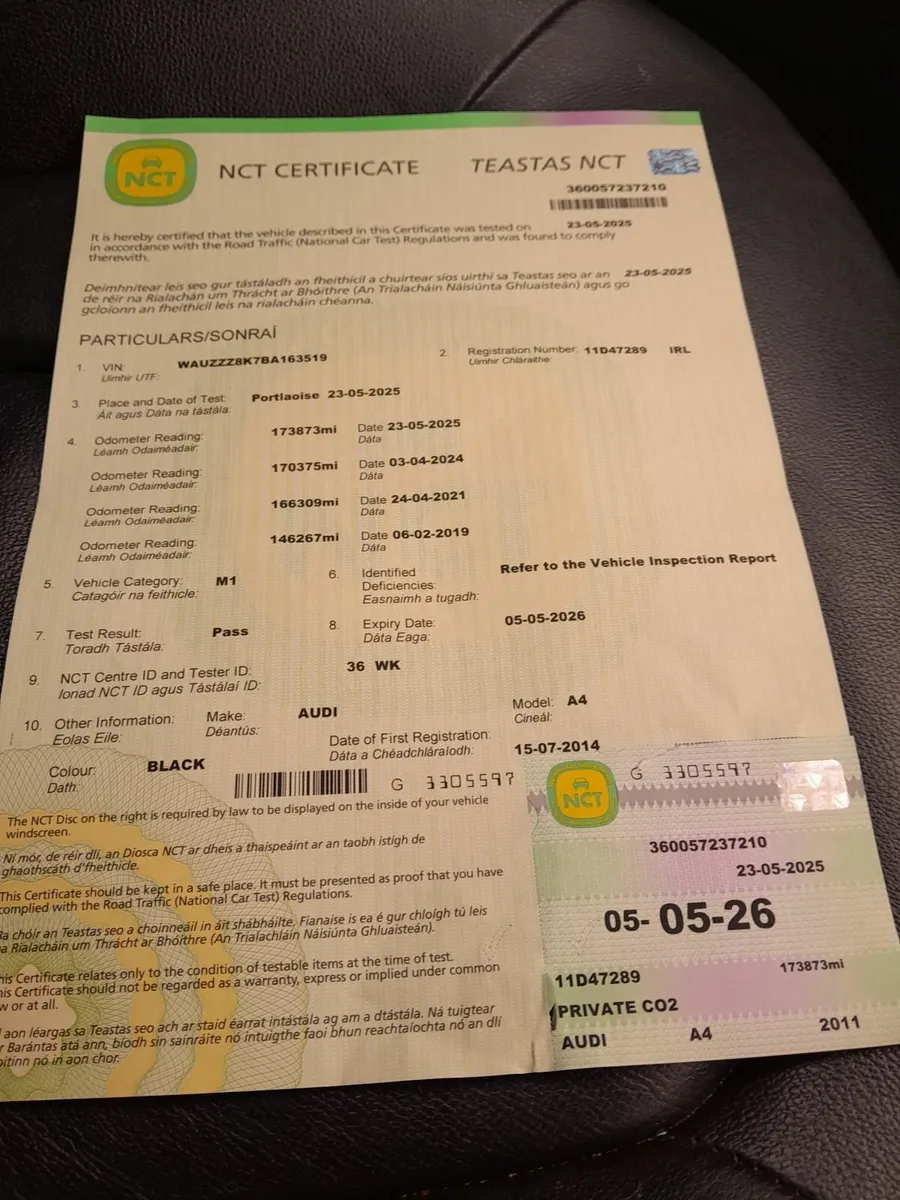 NCT
NCT CERTIFICATE TEASTAS NCT
360057237210
It is hereby certified that the vehicle described in this Certificate was tested on 23-05-2025
in accordance with the Road Traffic (National Car Test) Regulations and was found to comply
therewith.
Deimhnítear leis seo gur tástáladh an fheithicil a chuirtear síos uirthi sa Teastas seo ar an 23-05-2025
de réir na Rialachán um Thrácht ar Bhóithre (An Trialacháin Náisiúnta Ghluaisteán) agus go
gcloíonn an fheithicil leis na rialacháin chéanna.
PARTICULARS/SONRAÍ
1. VIN: WAUZZZ8K7BA163519 2. Registration Number: 11D47289 IRL
Uimhir UTF: Uimhir Chláraithe:
3. Place and Date of Test: Portlaoise 23-05-2025
Áit agus Dáta na tástála:
4. Odometer Reading: 173873mi Date 23-05-2025
Léamh Odaiméadair: Dáta
Odometer Reading: 170375mi Date 03-04-2024
Léamh Odaiméadair: Dáta
Odometer Reading: 166309mi Date 24-04-2021
Léamh Odaiméadair: Dáta
Odometer Reading: 146267mi Date 06-02-2019
Léamh Odaiméadair: Dáta
5. Vehicle Category: M1 6. Identified Deficiencies: Refer to the Vehicle Inspection Report
Catagóir na feithicle: Easnaimh a tugadh:
7. Test Result: Pass 8. Expiry Date: 05-05-2026
Toradh Tástála: Dáta Eaga:
9. NCT Centre ID and Tester ID: 36 WK
Ionad NCT ID agus Tástálaí ID:
10. Other Information: Make: AUDI Model: A4
Eolas Eile: Déantús: Cineál:
Date of First Registration: 15-07-2014
Dáta a Chéadchláraíodh:
Colour: BLACK
Dath:
G 3305597
The NCT Disc on the right is required by law to be displayed on the inside of your vehicle
windscreen.
Ní mór, de réir dlí, an Diosca NCT ar dheis a thaispeáint ar an taobh istigh de
ghaothscáth d'fheithicle.
This Certificate should be kept in a safe place. It must be presented as proof that you have
complied with the Road Traffic (National Car Test) Regulations.
chóir an Teastas seo a choinneáil in áit shábháilte. Fianaise is ea é gur chloígh tú leis
na Rialacháin um Thrácht ar Bhóithre (An Trialachláin Náisiúnta Ghluaisteán).
his Certificate relates only to the condition of testable items at the time of test.
his Certificate should not be regarded as a warranty, express or implied under common
w or at all.
aon léargas sa Teastas seo ach ar staid éarrat intástála ag am a dtástála. Ná tuigtear
r Barántas atá ann, bíodh sin sainráite nó intuigthe faoi bhun reachtaíochta nó an dlí
oitinn nó in aon chor.
NCT
G 3305597
360057237210
23-05-2025
05- 05-26
11D47289 173873mi
PRIVATE CO2
AUDI A4 2011